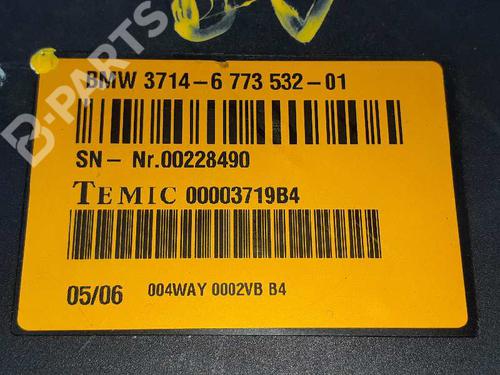 BMW 3714-6 773 532-01
SN- Nr.00228490
TEMIC 00003719B4
05/06 004WAY 0002VB B4
B-PARTS